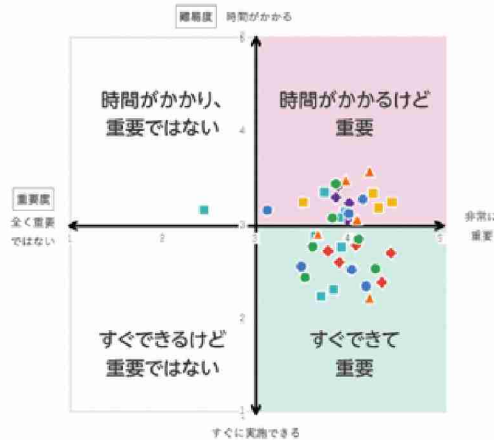 難易度 時間がかかる
5
時間がかかり、
重要ではない
時間がかかるけど
重要
4
重要度
全く重要
ではない
非常に
重要
1 2 3 3 4 5
すぐできるけど
重要ではない
すぐできて
重要
2
1
すぐに実施できる